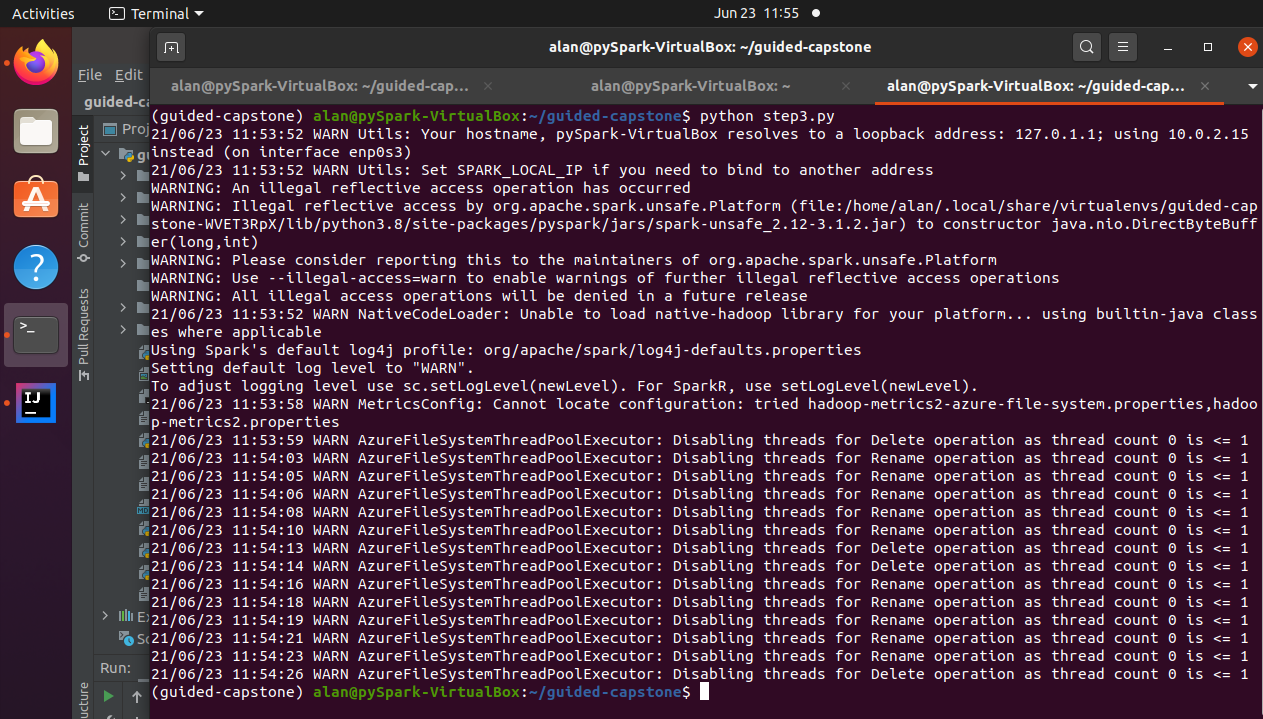 Activities
Terminal
Jun 23 11:55
alan@pySpark-VirtualBox: ~/guided-capstone
File Edit
alan@pySpark-VirtualBox: ~/guided-cap...
alan@pySpark-VirtualBox: ~
alan@pySpark-VirtualBox: ~/guided-cap...
guided-ca
Proj
Project
Commit
Pull Requests
(guided-capstone) alan@pySpark-VirtualBox:~/guided-capstone$ python step3.py
21/06/23 11:53:52 WARN Utils: Your hostname, pySpark-VirtualBox resolves to a loopback address: 127.0.1.1; using 10.0.2.15
instead (on interface enp0s3)
21/06/23 11:53:52 WARN Utils: Set SPARK_LOCAL_IP if you need to bind to another address
WARNING: An illegal reflective access operation has occurred
WARNING: Illegal reflective access by org.apache.spark.unsafe.Platform (file:/home/alan/.local/share/virtualenvs/guided-cap
stone-WVET3RpX/lib/python3.8/site-packages/pyspark/jars/spark-unsafe_2.12-3.1.2.jar) to constructor java.nio.DirectByteBuff
er(long,int)
WARNING: Please consider reporting this to the maintainers of org.apache.spark.unsafe.Platform
WARNING: Use --illegal-access=warn to enable warnings of further illegal reflective access operations
WARNING: All illegal access operations will be denied in a future release
21/06/23 11:53:52 WARN NativeCodeLoader: Unable to load native-hadoop library for your platform... using builtin-java class
es where applicable
Using Spark's default log4j profile: org/apache/spark/log4j-defaults.properties
Setting default log level to "WARN".
To adjust logging level use sc.setLogLevel(newLevel). For SparkR, use setLogLevel(newLevel).
21/06/23 11:53:58 WARN MetricsConfig: Cannot locate configuration: tried hadoop-metrics2-azure-file-system.properties,hadoo
p-metrics2.properties
21/06/23 11:53:59 WARN AzureFileSystemThreadPoolExecutor: Disabling threads for Delete operation as thread count 0 is <= 1
21/06/23 11:54:03 WARN AzureFileSystemThreadPoolExecutor: Disabling threads for Rename operation as thread count 0 is <= 1
21/06/23 11:54:05 WARN AzureFileSystemThreadPoolExecutor: Disabling threads for Rename operation as thread count 0 is <= 1
21/06/23 11:54:06 WARN AzureFileSystemThreadPoolExecutor: Disabling threads for Rename operation as thread count 0 is <= 1
21/06/23 11:54:08 WARN AzureFileSystemThreadPoolExecutor: Disabling threads for Rename operation as thread count 0 is <= 1
21/06/23 11:54:10 WARN AzureFileSystemThreadPoolExecutor: Disabling threads for Rename operation as thread count 0 is <= 1
21/06/23 11:54:13 WARN AzureFileSystemThreadPoolExecutor: Disabling threads for Delete operation as thread count 0 is <= 1
21/06/23 11:54:14 WARN AzureFileSystemThreadPoolExecutor: Disabling threads for Delete operation as thread count 0 is <= 1
21/06/23 11:54:16 WARN AzureFileSystemThreadPoolExecutor: Disabling threads for Rename operation as thread count 0 is <= 1
21/06/23 11:54:18 WARN AzureFileSystemThreadPoolExecutor: Disabling threads for Rename operation as thread count 0 is <= 1
21/06/23 11:54:19 WARN AzureFileSystemThreadPoolExecutor: Disabling threads for Rename operation as thread count 0 is <= 1
21/06/23 11:54:21 WARN AzureFileSystemThreadPoolExecutor: Disabling threads for Rename operation as thread count 0 is <= 1
21/06/23 11:54:23 WARN AzureFileSystemThreadPoolExecutor: Disabling threads for Rename operation as thread count 0 is <= 1
21/06/23 11:54:26 WARN AzureFileSystemThreadPoolExecutor: Disabling threads for Delete operation as thread count 0 is <= 1
(guided-capstone) alan@pySpark-VirtualBox:~/guided-capstone$
Run: